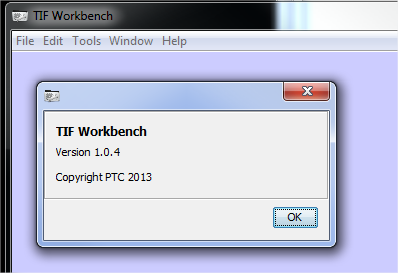 TIF Workbench
File Edit Tools Window Help
TIF Workbench
Version 1.0.4
Copyright PTC 2013
OK